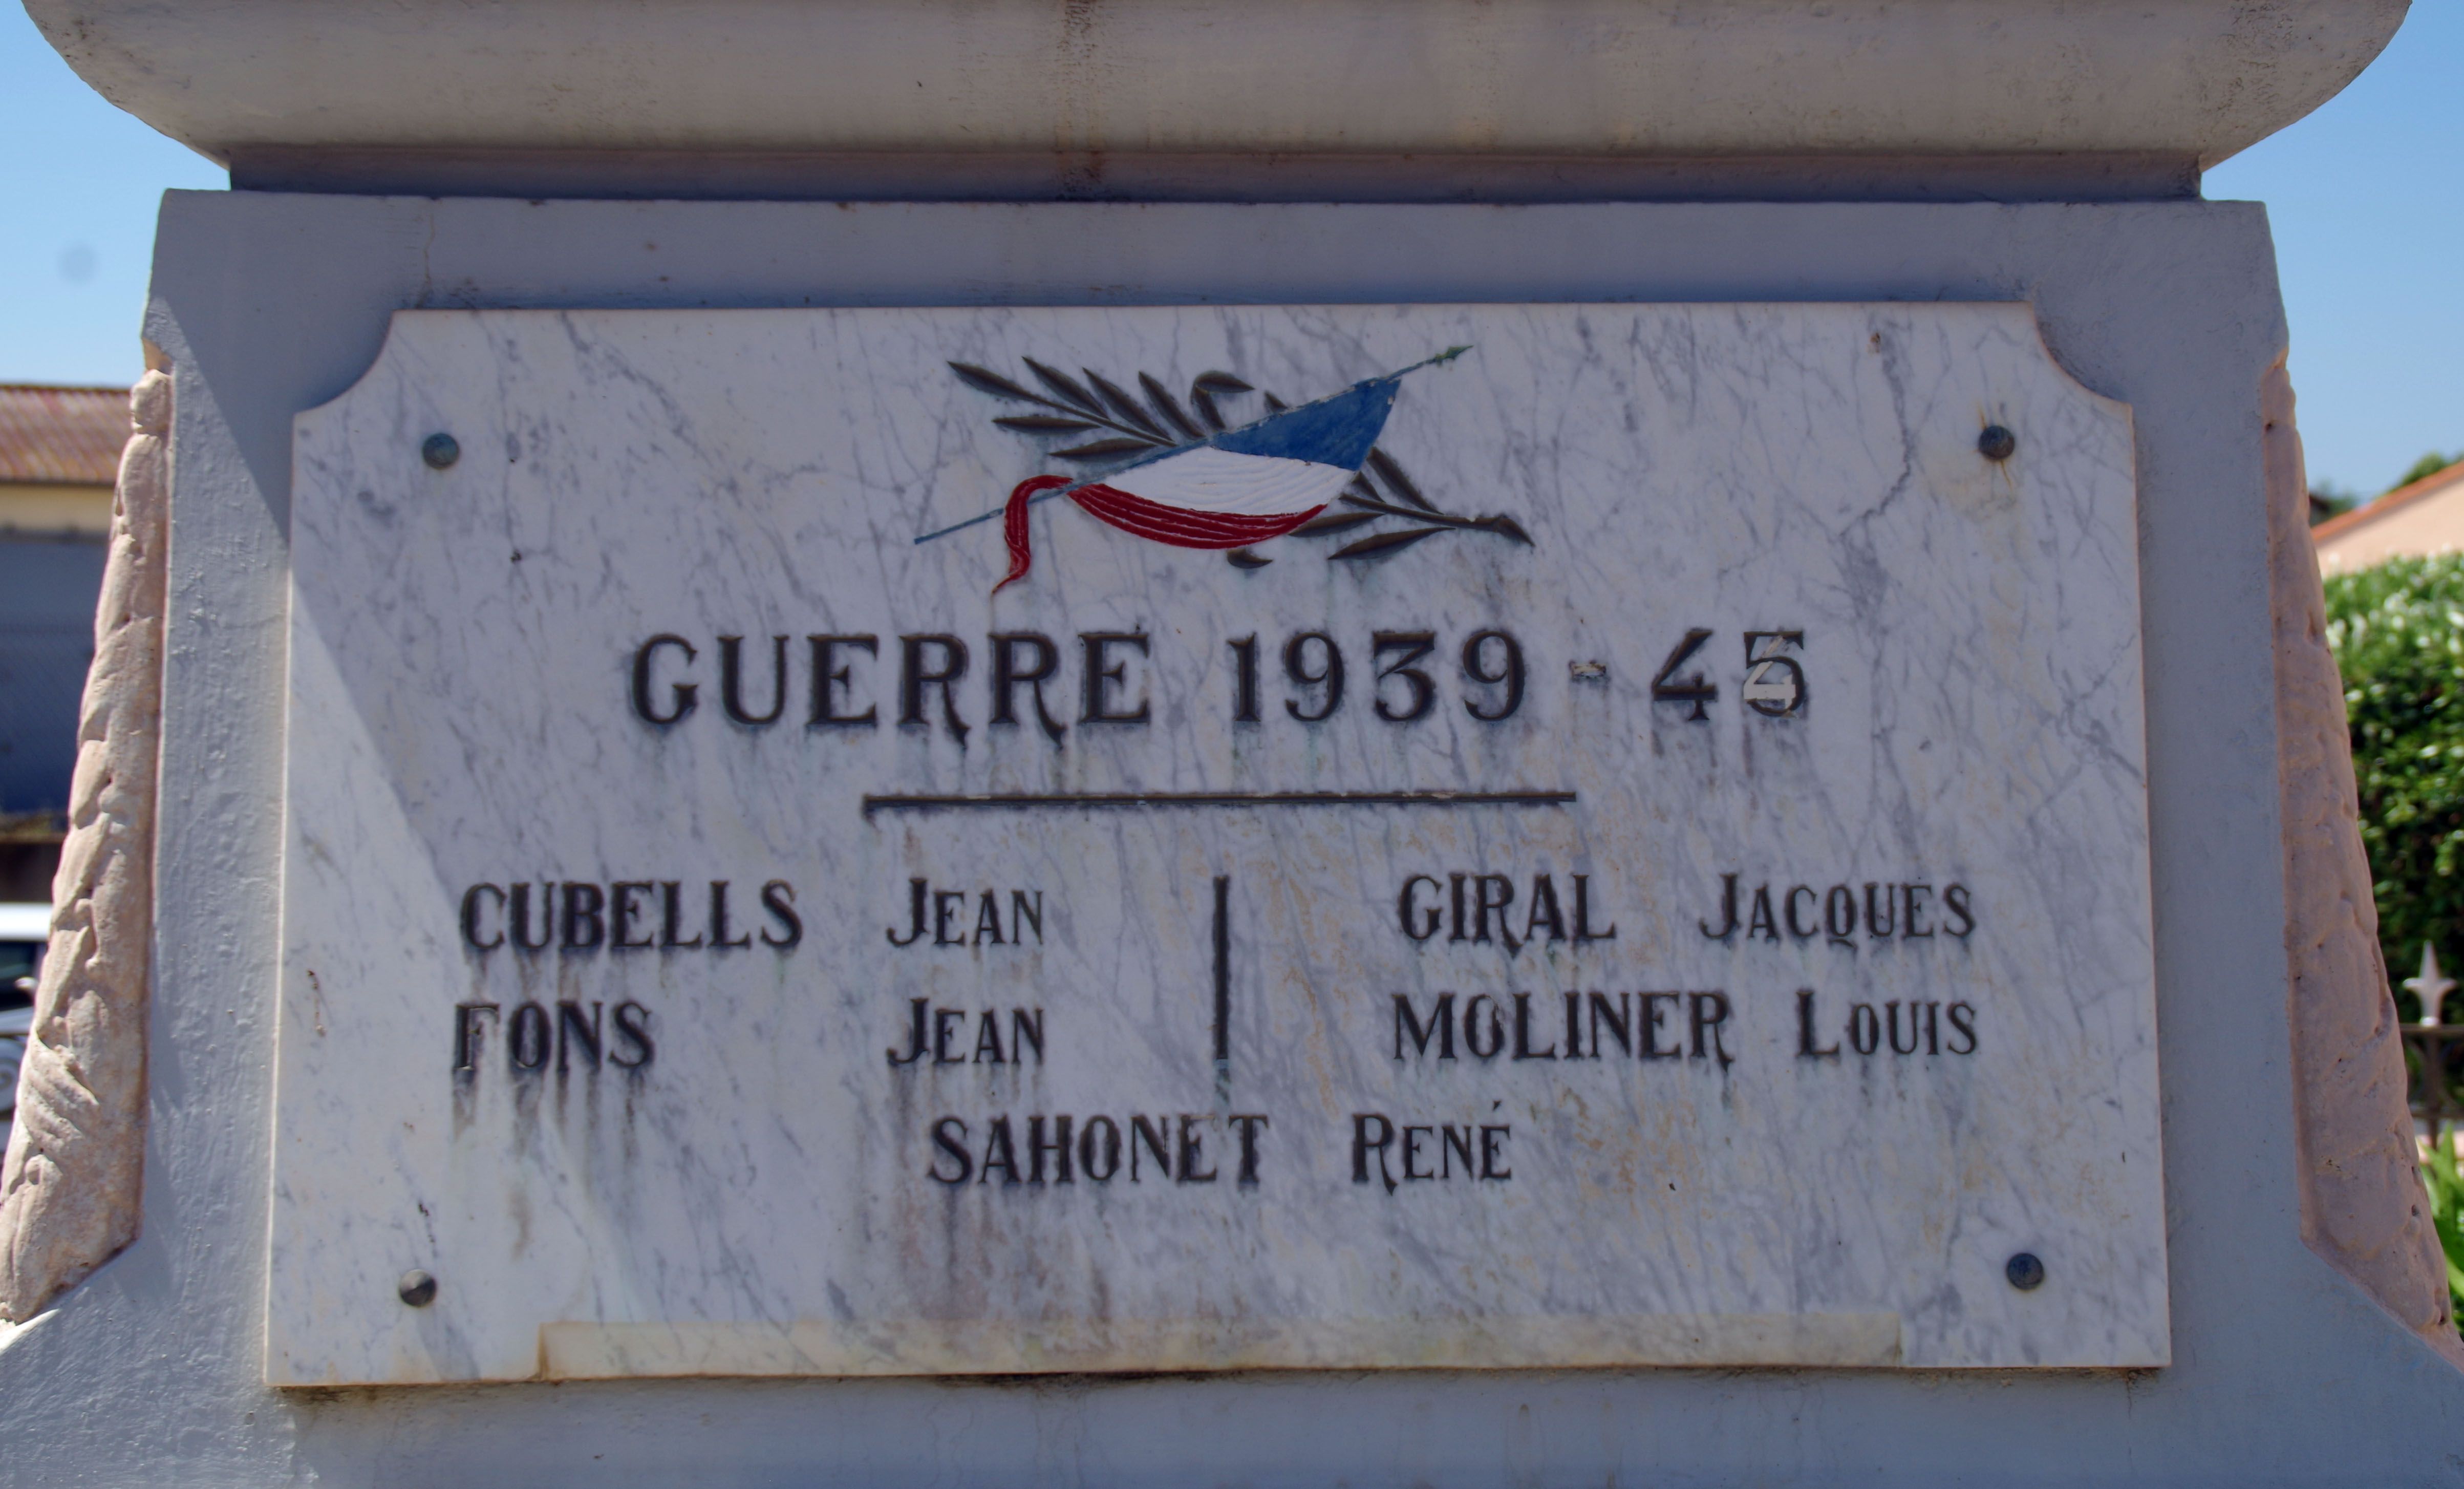 GUERRE 1939-45
CUBELLS JEAN
FONS JEAN
GIRAL JACQUES
MOLINER LOUIS
SAHONET RENÉ